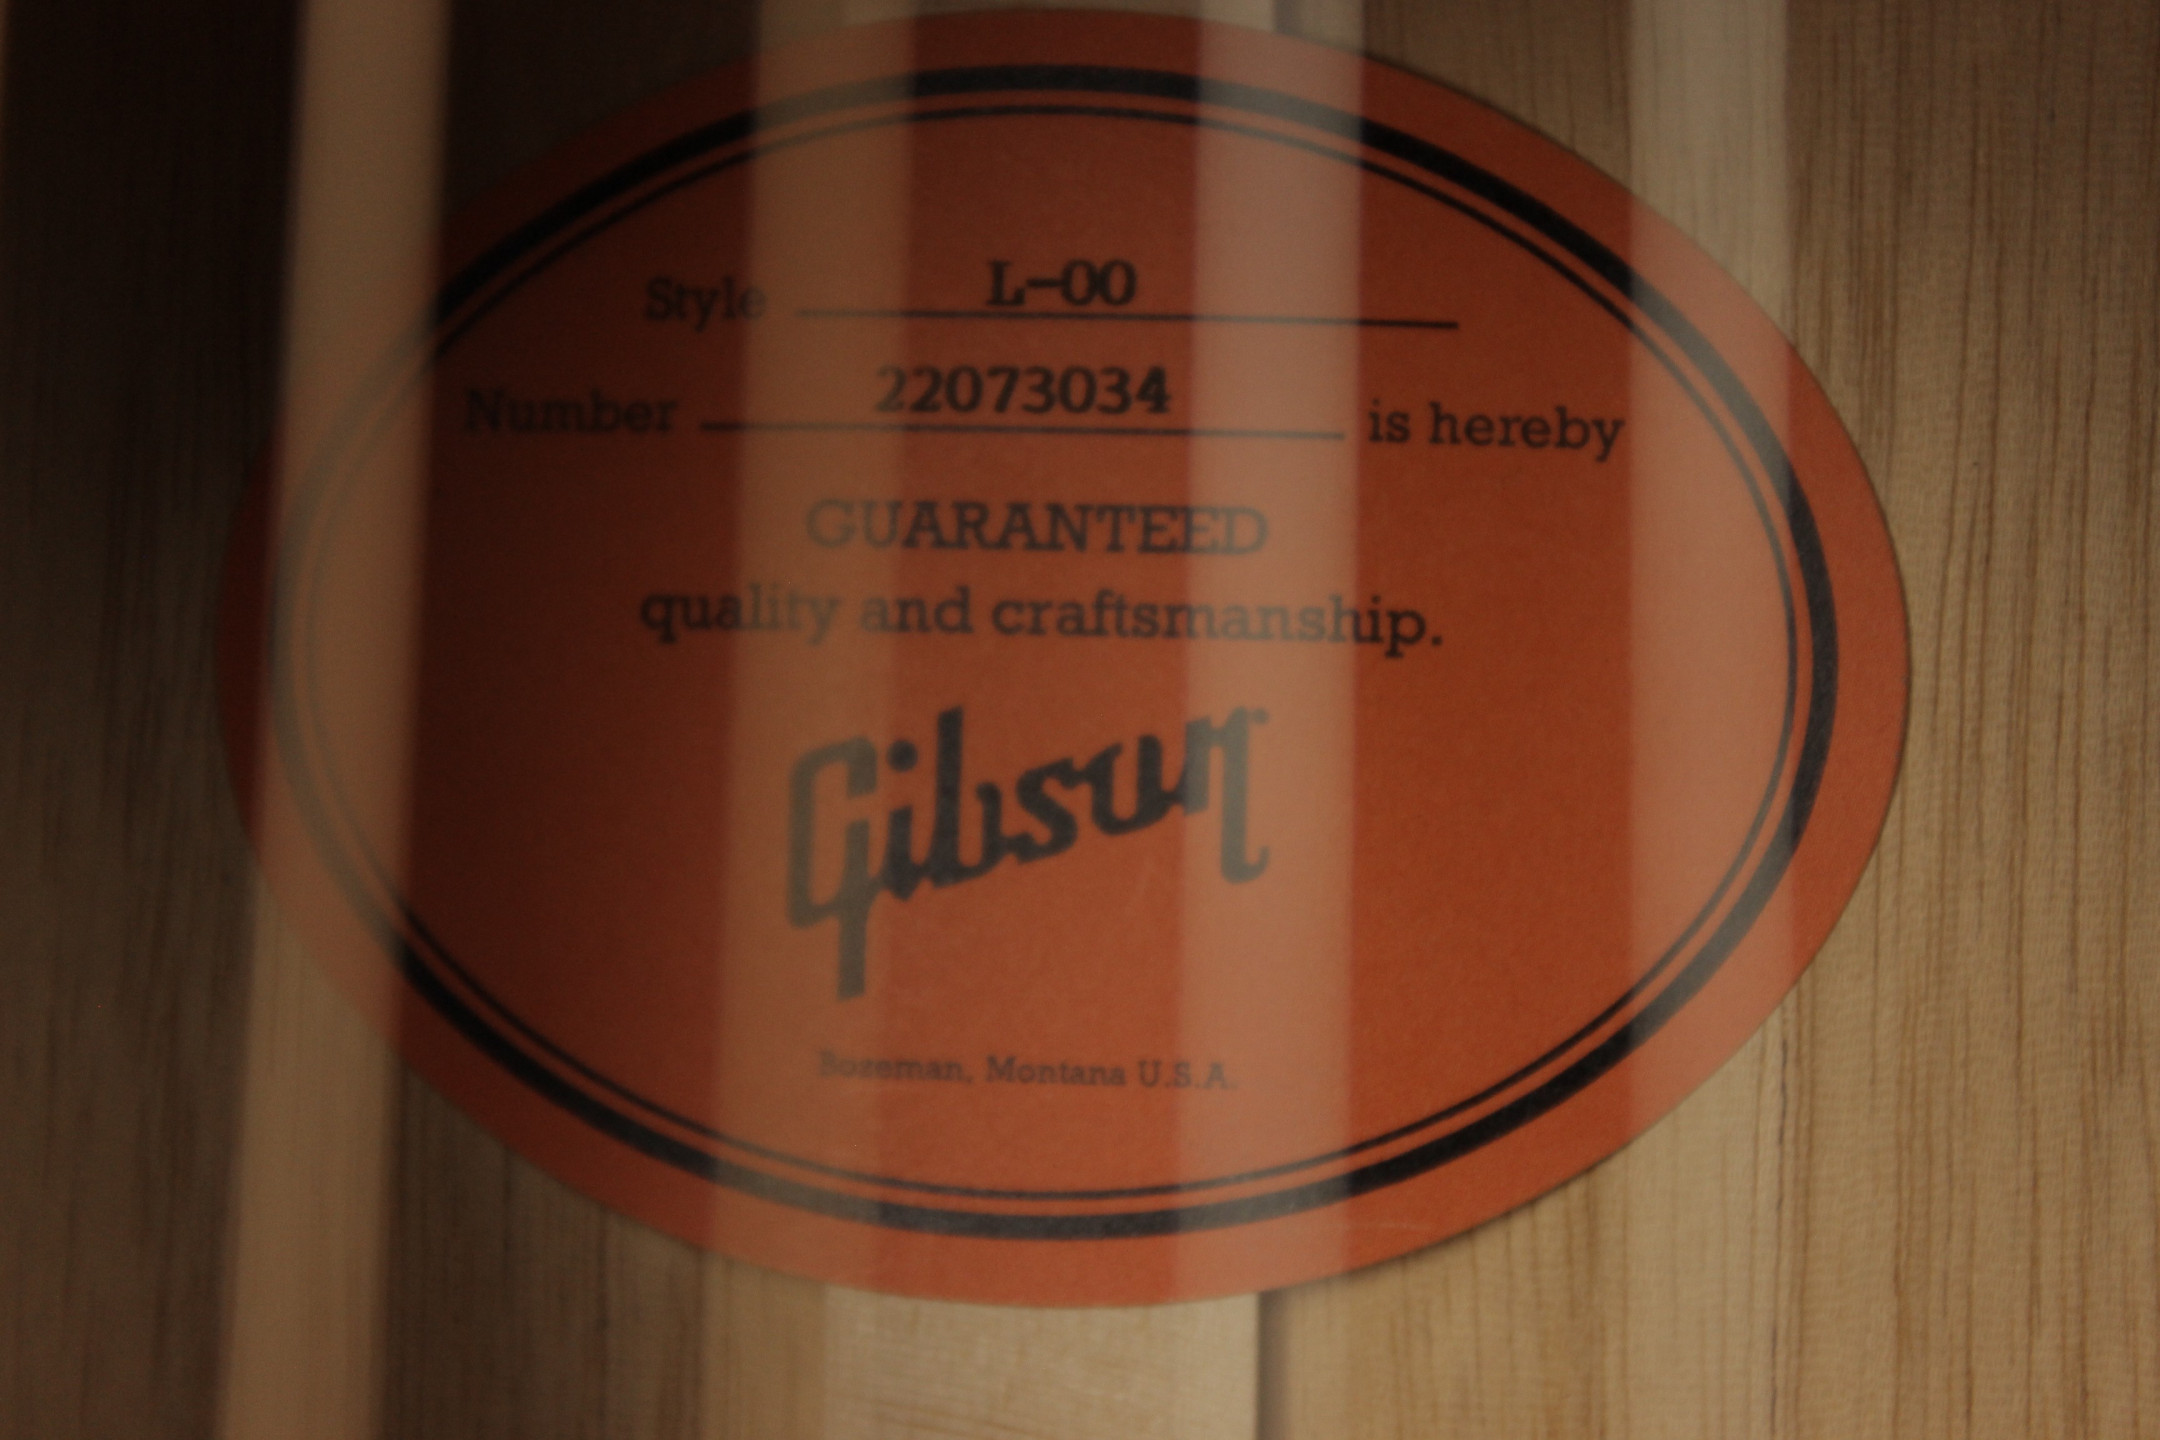 Style L-00
Number 22073034 is hereby
GUARANTEED
quality and craftsmanship.
Gibson
Bozeman, Montana U.S.A.